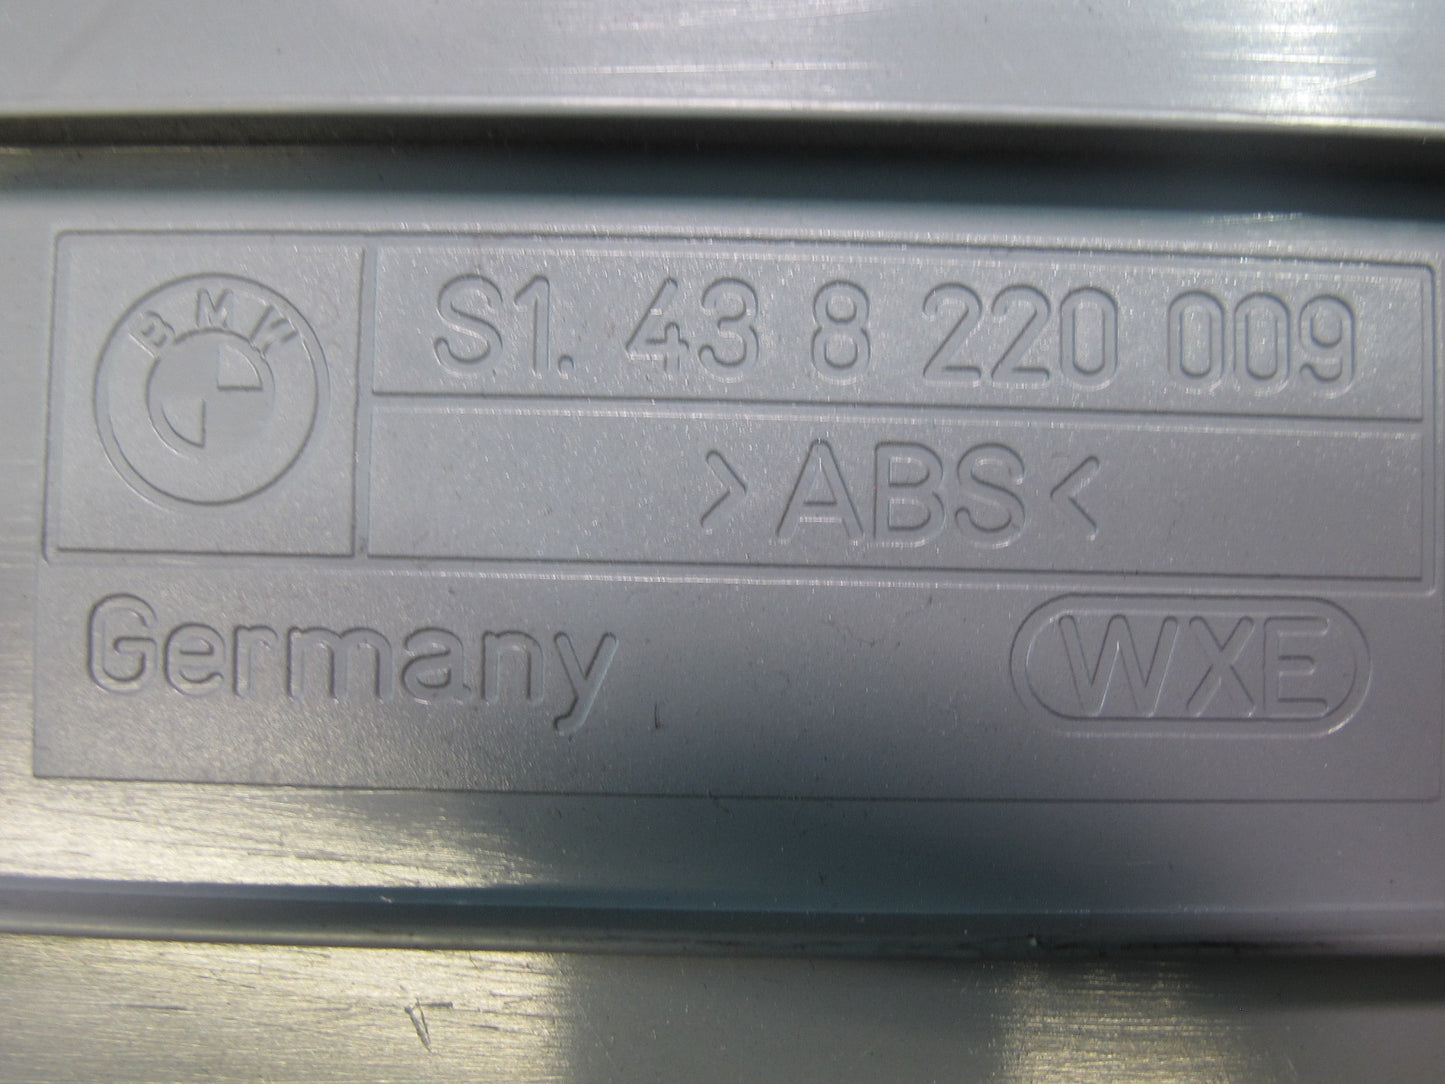 BMW
S1. 43 8 220 009
>ABS<
Germany
WXE